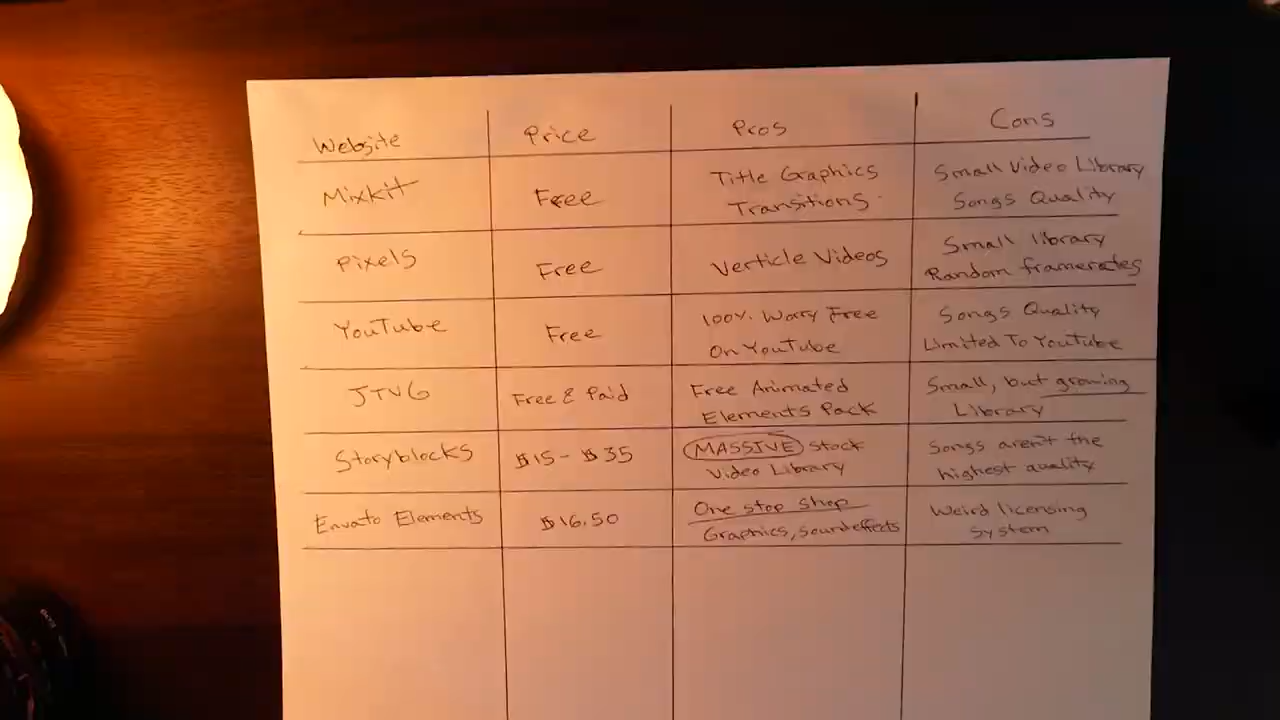 Website Price Pros Cons
Mixkit Free Title Graphics Small Video Library
Transitions Songs Quality
Pixels Free Verticle Videos Small library
Random framerates
YouTube Free 100% Worry Free Songs Quality
On YouTube Limited To YouTube
JTVG Free & Paid Free Animated Small, but growing
Elements Pack Library
Storyblocks $15 - $35 MASSIVE Stock Songs aren't the
Video Library highest quality
Envato Elements $16.50 One stop shop Weird licensing
Graphics, sound effects system